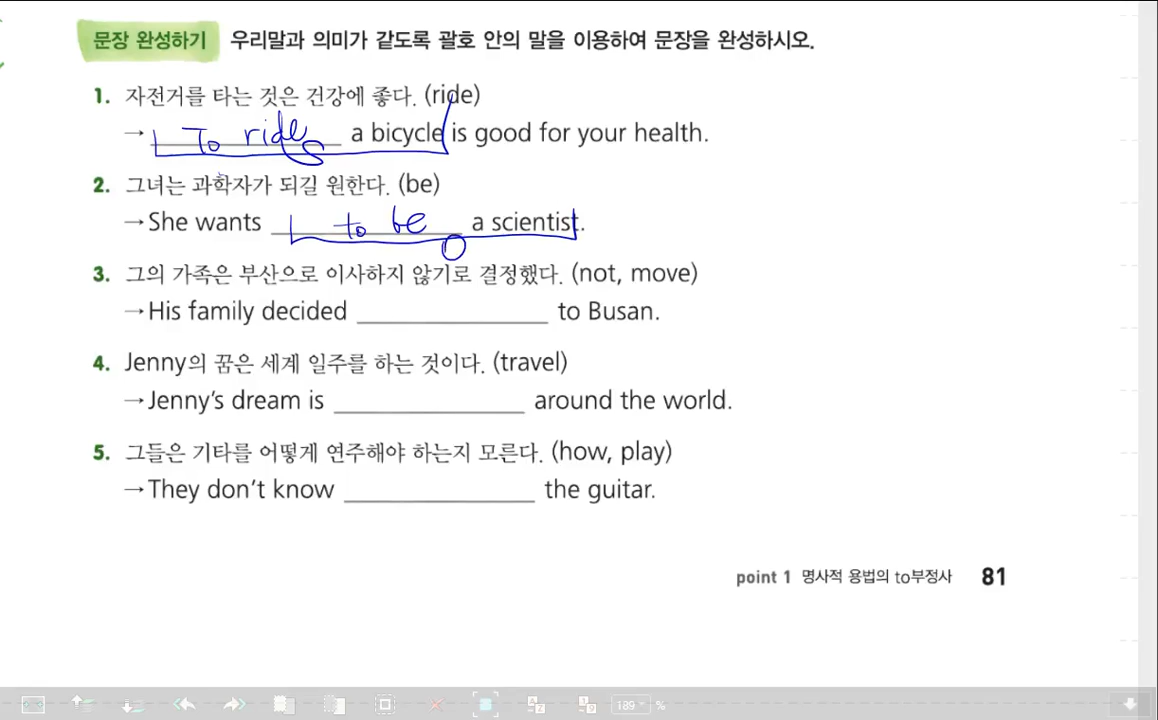 문장 완성하기 우리말과 의미가 같도록 괄호 안의 말을 이용하여 문장을 완성하시오.
1. 자전거를 타는 것은 건강에 좋다. (ride)
→ To ride a bicycle is good for your health.
S
2. 그녀는 과학자가 되길 원한다. (be)
→ She wants to be a scientist.
O
3. 그의 가족은 부산으로 이사하지 않기로 결정했다. (not, move)
→ His family decided ______ to Busan.
4. Jenny의 꿈은 세계 일주를 하는 것이다. (travel)
→ Jenny's dream is ______ around the world.
5. 그들은 기타를 어떻게 연주해야 하는지 모른다. (how, play)
→ They don't know ______ the guitar.
point 1 명사적 용법의 to부정사 81
189 %